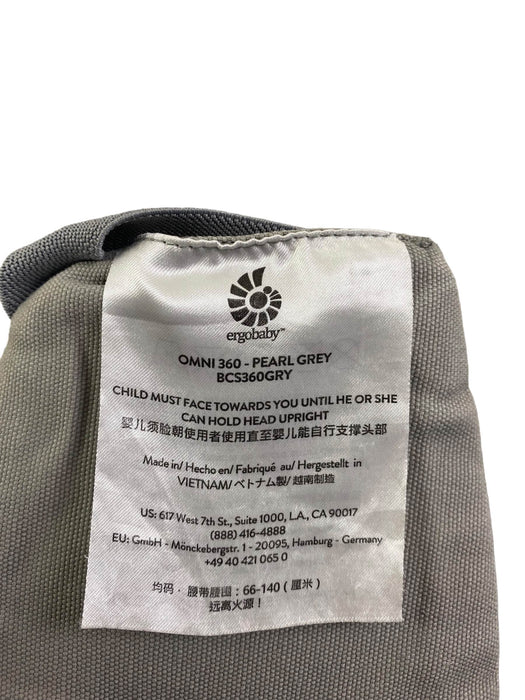 ergobaby™
OMNI 360 - PEARL GREY
BCS360GRY
CHILD MUST FACE TOWARDS YOU UNTIL HE OR SHE
CAN HOLD HEAD UPRIGHT
婴儿须脸朝使用者使用直至婴儿能自行支撑头部
Made in/ Hecho en/ Fabriqué au/ Hergestellt in
VIETNAM/ベトナム製/越南制造
US: 617 West 7th St., Suite 1000, L.A., CA 90017
(888) 416-4888
EU: GmbH - Mönckebergstr. 1 - 20095, Hamburg - Germany
+49 40 421 065 0
均码 · 腰带腰围：66-140（厘米）
远离火源！